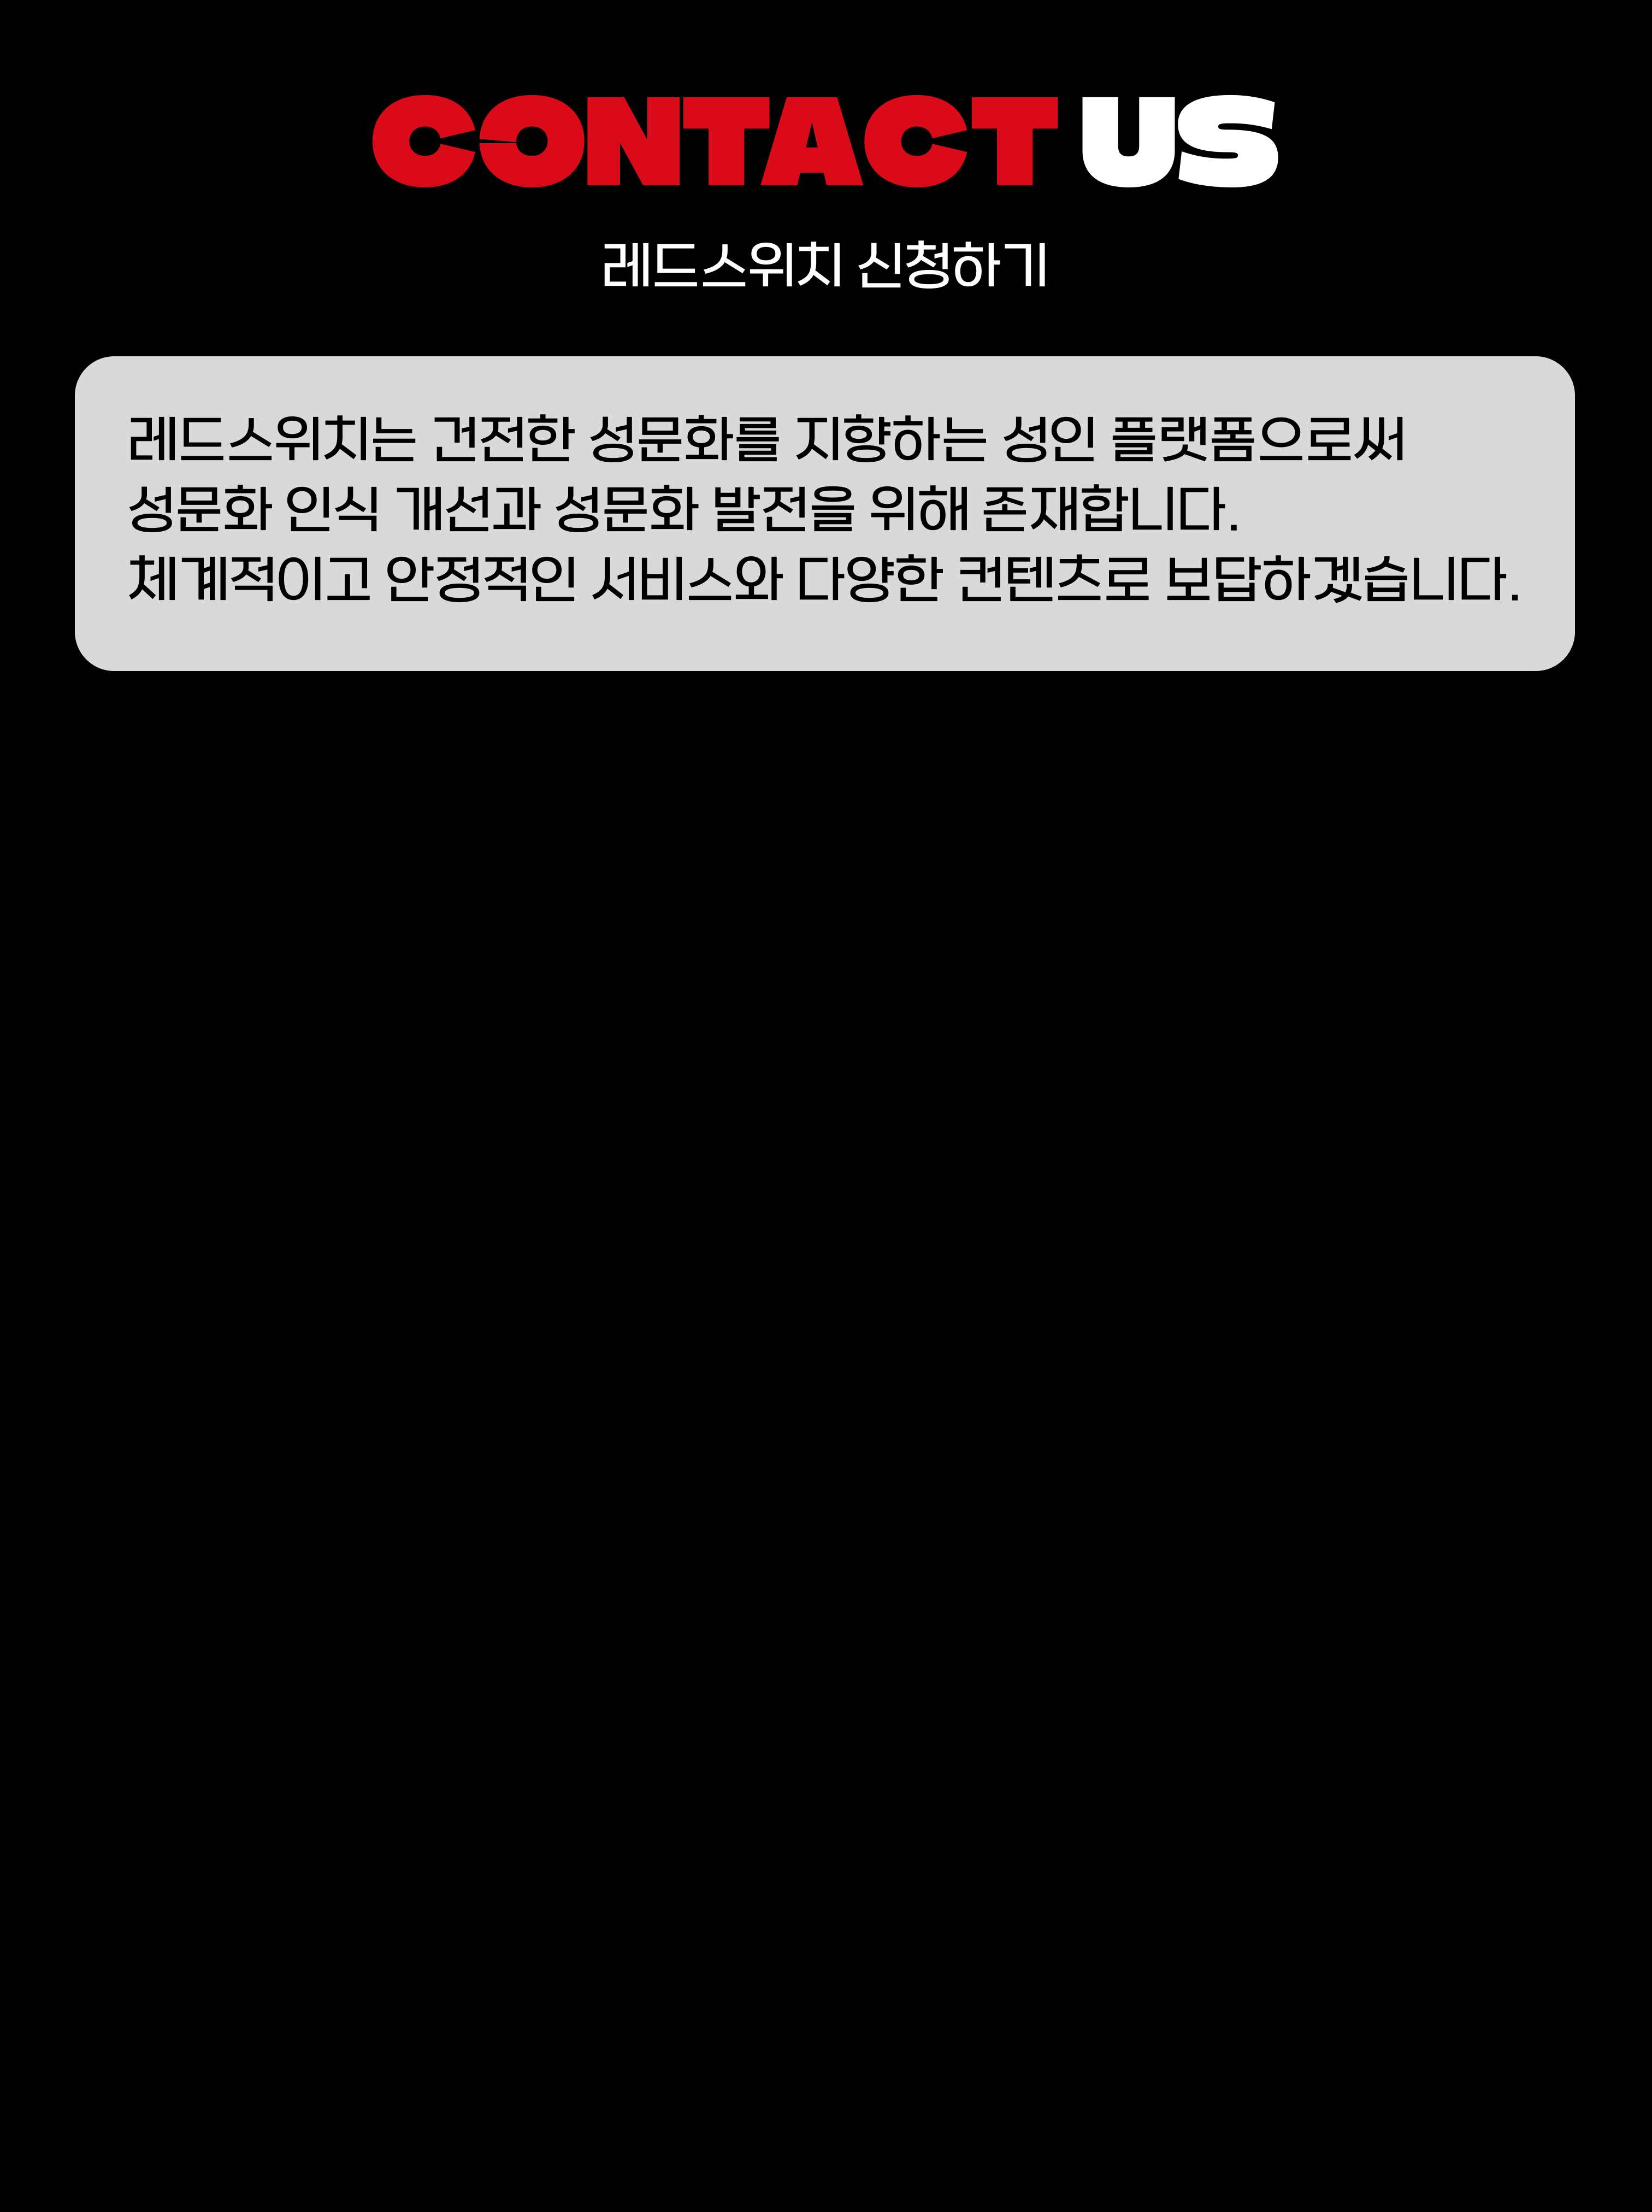 CONTACT US
레드스위치 신청하기
레드스위치는 건전한 성문화를 지향하는 성인 플랫폼으로써
성문화 인식 개선과 성문화 발전을 위해 존재합니다.
체계적이고 안정적인 서비스와 다양한 컨텐츠로 보답하겠습니다.